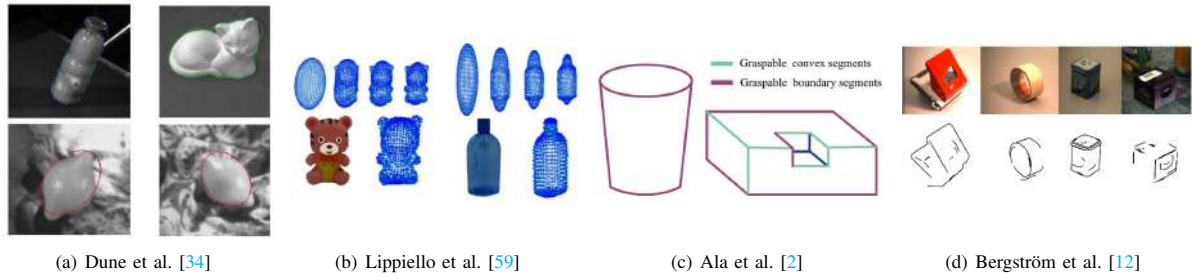 Graspable convex segments
Graspable boundary segments
(a) Dune et al. [34]
(b) Lippiello et al. [59]
(c) Ala et al. [2]
(d) Bergström et al. [12]